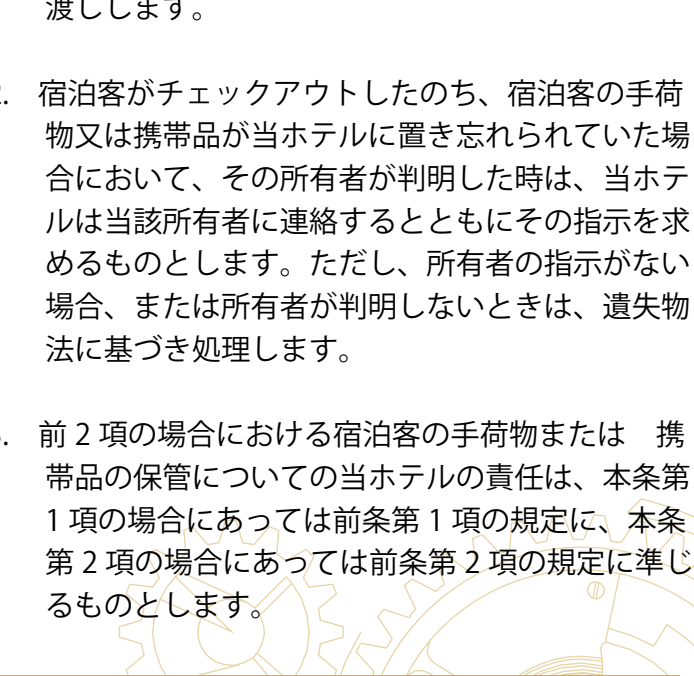 渡しします。
2. 宿泊客がチェックアウトしたのち、宿泊客の手荷
物又は携帯品が当ホテルに置き忘れられていた場
合において、その所有者が判明した時は、当ホテ
ルは当該所有者に連絡するとともにその指示を求
めるものとします。ただし、所有者の指示がない
場合、または所有者が判明しないときは、遺失物
法に基づき処理します。
前 2 項の場合における宿泊客の手荷物または　携
帯品の保管についての当ホテルの責任は、本条第
1 項の場合にあっては前条第 1 項の規定に、本条
第 2 項の場合にあっては前条第 2 項の規定に準じ
るものとします。